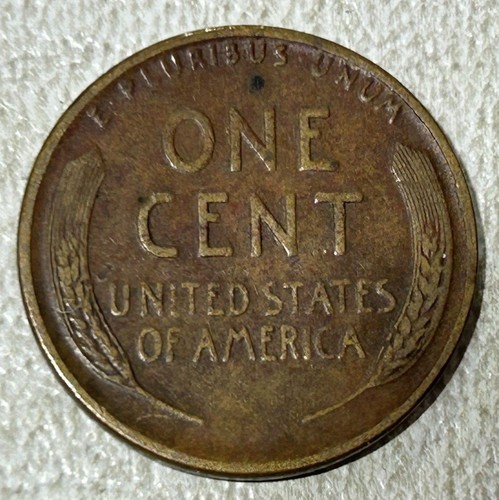 E·PLURIBUS·UNUM
ONE
CENT
UNITED STATES
OF AMERICA